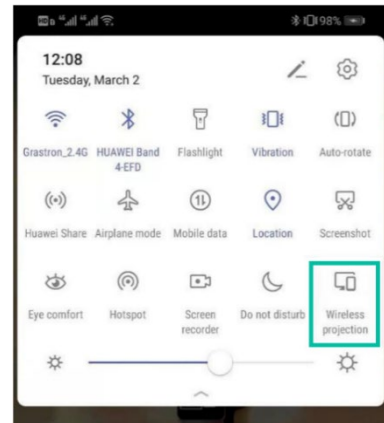 98%
12:08
Tuesday, March 2
Grastron_2.4G
HUAWEI Band
4-EFD
Flashlight
Vibration
Auto-rotate
Huawei Share
Airplane mode
Mobile data
Location
Screenshot
Eye comfort
Hotspot
Screen
recorder
Do not disturb
Wireless
projection